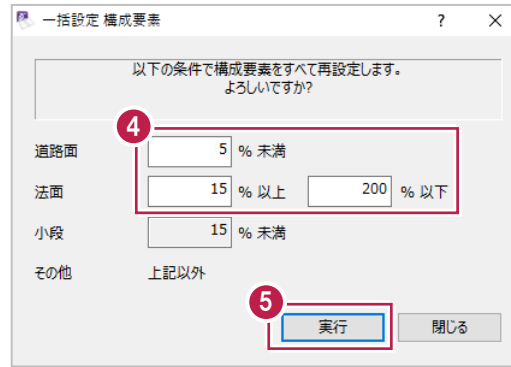 一括設定 構成要素 ?
以下の条件で構成要素をすべて再設定します。
よろしいですか?
4
道路面 5 % 未満
法面 15 % 以上 200 % 以下
小段 15 % 未満
その他 上記以外
5
実行 閉じる